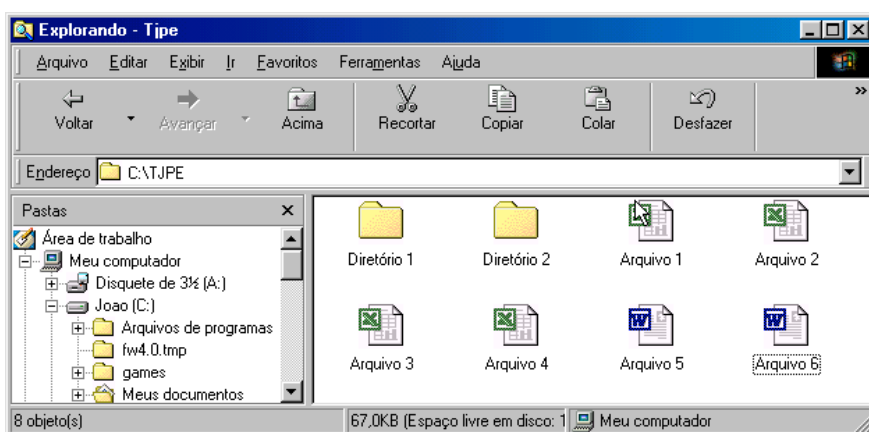 Explorando - Tjpe
Arquivo Editar Exibir Ir Favoritos Ferramentas Ajuda
Voltar Avançar Acima Recortar Copiar Colar Desfazer »
Endereço C:\TJPE
Pastas
Área de trabalho
Meu computador
Disquete de 3½ (A:)
Joao (C:)
Arquivos de programas
fw4.0.tmp
games
Meus documentos
Diretório 1 Diretório 2 Arquivo 1 Arquivo 2
Arquivo 3 Arquivo 4 Arquivo 5 Arquivo 6
8 objeto(s) 67,0KB (Espaço livre em disco: 1 Meu computador